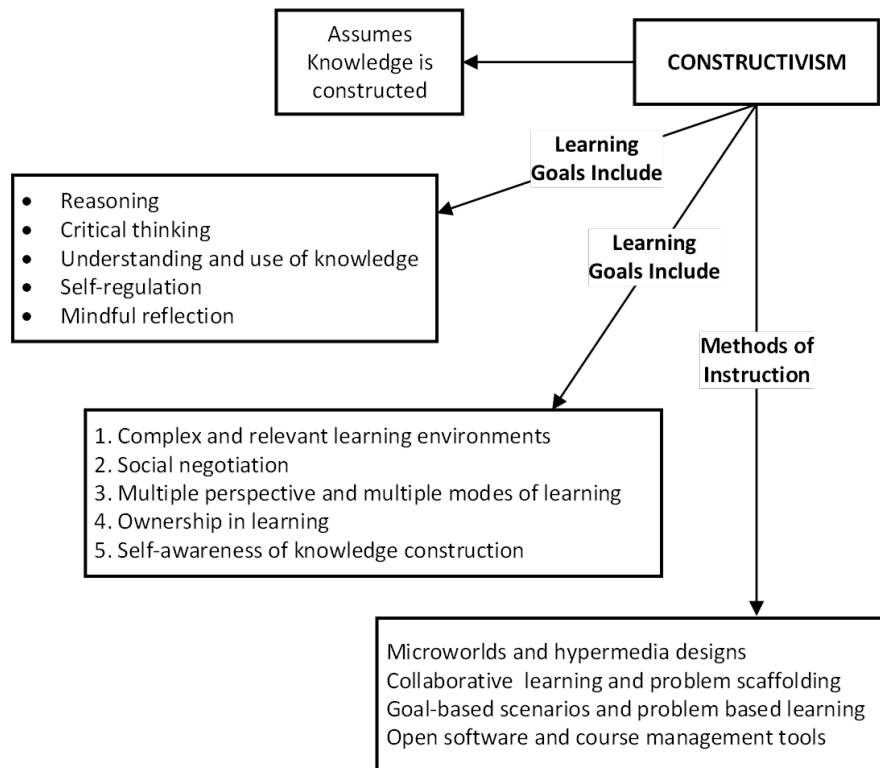 Assumes
Knowledge is
constructed
CONSTRUCTIVISM
Learning
Goals Include
• Reasoning
• Critical thinking
• Understanding and use of knowledge
• Self-regulation
• Mindful reflection
Learning
Goals Include
Methods of
Instruction
1. Complex and relevant learning environments
2. Social negotiation
3. Multiple perspective and multiple modes of learning
4. Ownership in learning
5. Self-awareness of knowledge construction
Microworlds and hypermedia designs
Collaborative learning and problem scaffolding
Goal-based scenarios and problem based learning
Open software and course management tools